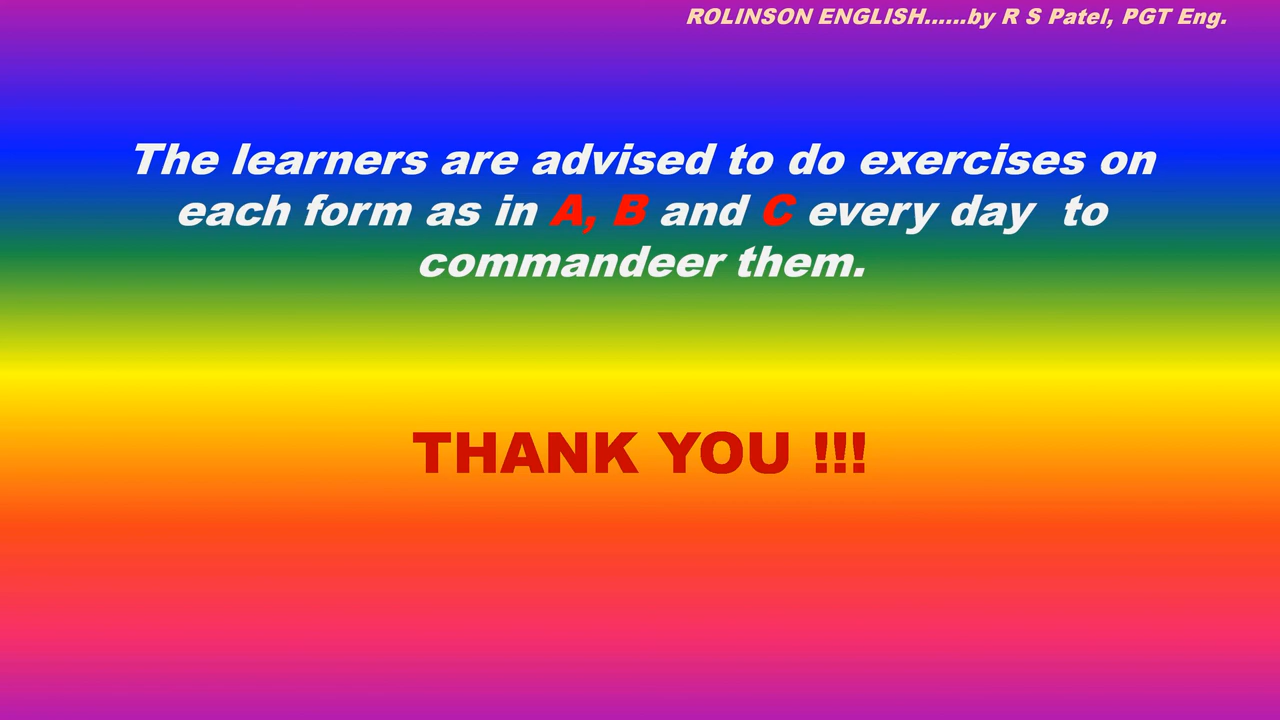 ROLINSON ENGLISH......by R S Patel, PGT Eng.
The learners are advised to do exercises on
each form as in A, B and C every day  to
commandeer them.
THANK YOU !!!